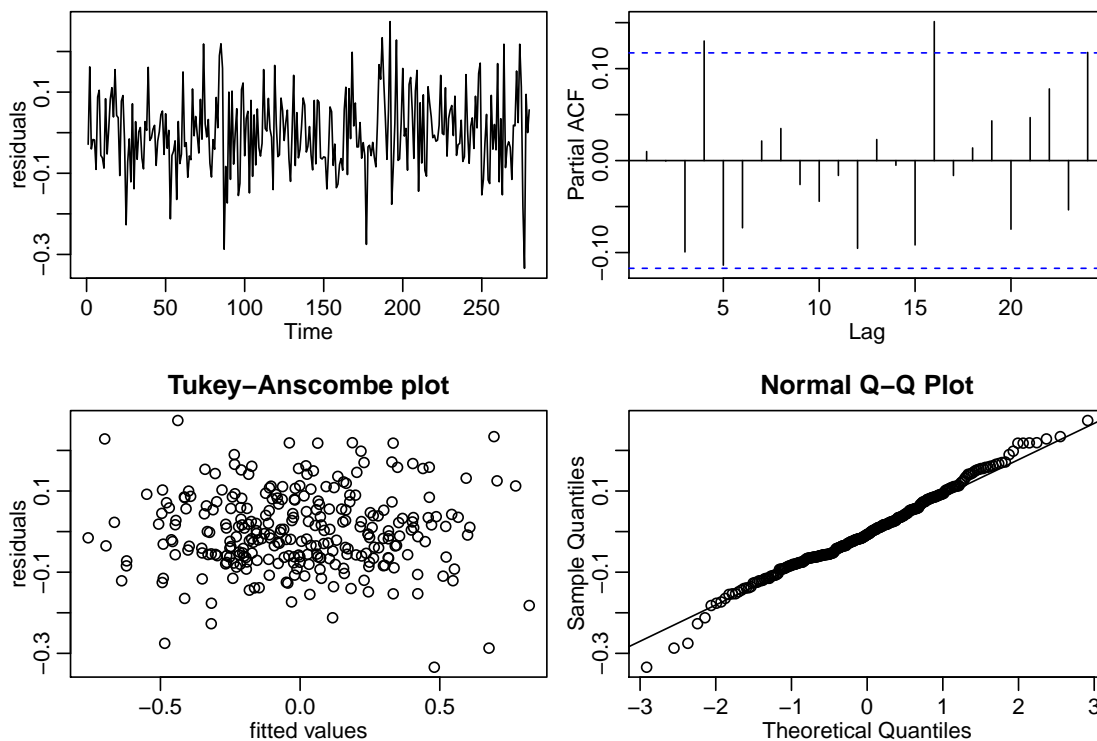 residuals
0.1
−0.1
−0.3
0 50 100 150 200 250
Time
Partial ACF
0.10
0.00
−0.10
5 10 15 20
Lag
Tukey−Anscombe plot
residuals
0.1
−0.1
−0.3
−0.5 0.0 0.5
fitted values
Normal Q−Q Plot
Sample Quantiles
0.1
−0.1
−0.3
−3 −2 −1 0 1 2 3
Theoretical Quantiles